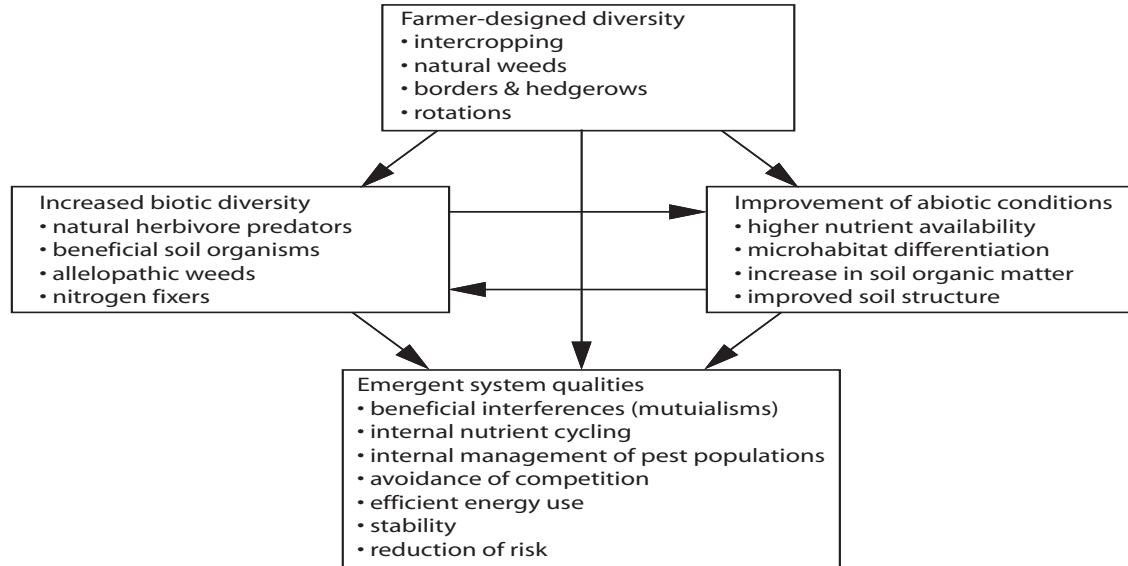 Farmer-designed diversity
• intercropping
• natural weeds
• borders & hedgerows
• rotations
Increased biotic diversity
• natural herbivore predators
• beneficial soil organisms
• allelopathic weeds
• nitrogen fixers
Improvement of abiotic conditions
• higher nutrient availability
• microhabitat differentiation
• increase in soil organic matter
• improved soil structure
Emergent system qualities
• beneficial interferences (mutuialisms)
• internal nutrient cycling
• internal management of pest populations
• avoidance of competition
• efficient energy use
• stability
• reduction of risk